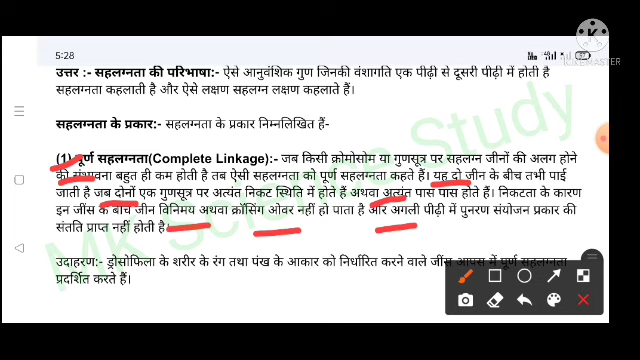 5:28
KINEMASTER
उत्तर :- सहलग्नता की परिभाषा:- ऐसे आनुवंशिक गुण जिनकी वंशागति एक पीढ़ी से दूसरी पीढ़ी में होती है
सहलग्नता कहलाती है और ऐसे लक्षण सहलग्न लक्षण कहलाते हैं।
सहलग्नता के प्रकार:- सहलग्नता के प्रकार निम्नलिखित हैं-
(1) पूर्ण सहलग्नता(Complete Linkage):- जब किसी क्रोमोसोम या गुणसूत्र पर सहलग्न जीनों की अलग होने
की संभावना बहुत ही कम होती है तब ऐसी सहलग्नता को पूर्ण सहलग्नता कहते हैं। यह दो जीन के बीच तभी पाई
जाती है जब दोनों एक गुणसूत्र पर अत्यंत निकट स्थिति में होते हैं अथवा अत्यंत पास पास होते हैं। निकटता के कारण
इन जींस के बीच जीन विनिमय अथवा क्रॉसिंग ओवर नहीं हो पाता है और अगली पीढ़ी में पुनरण संयोजन प्रकार की
संतति प्राप्त नहीं होती है।
उदाहरण:- ड्रोसोफिला के शरीर के रंग तथा पंख के आकार को निर्धारित करने वाले जींस आपस में पूर्ण सहलग्नता
प्रदर्शित करते हैं।
MK Science Study